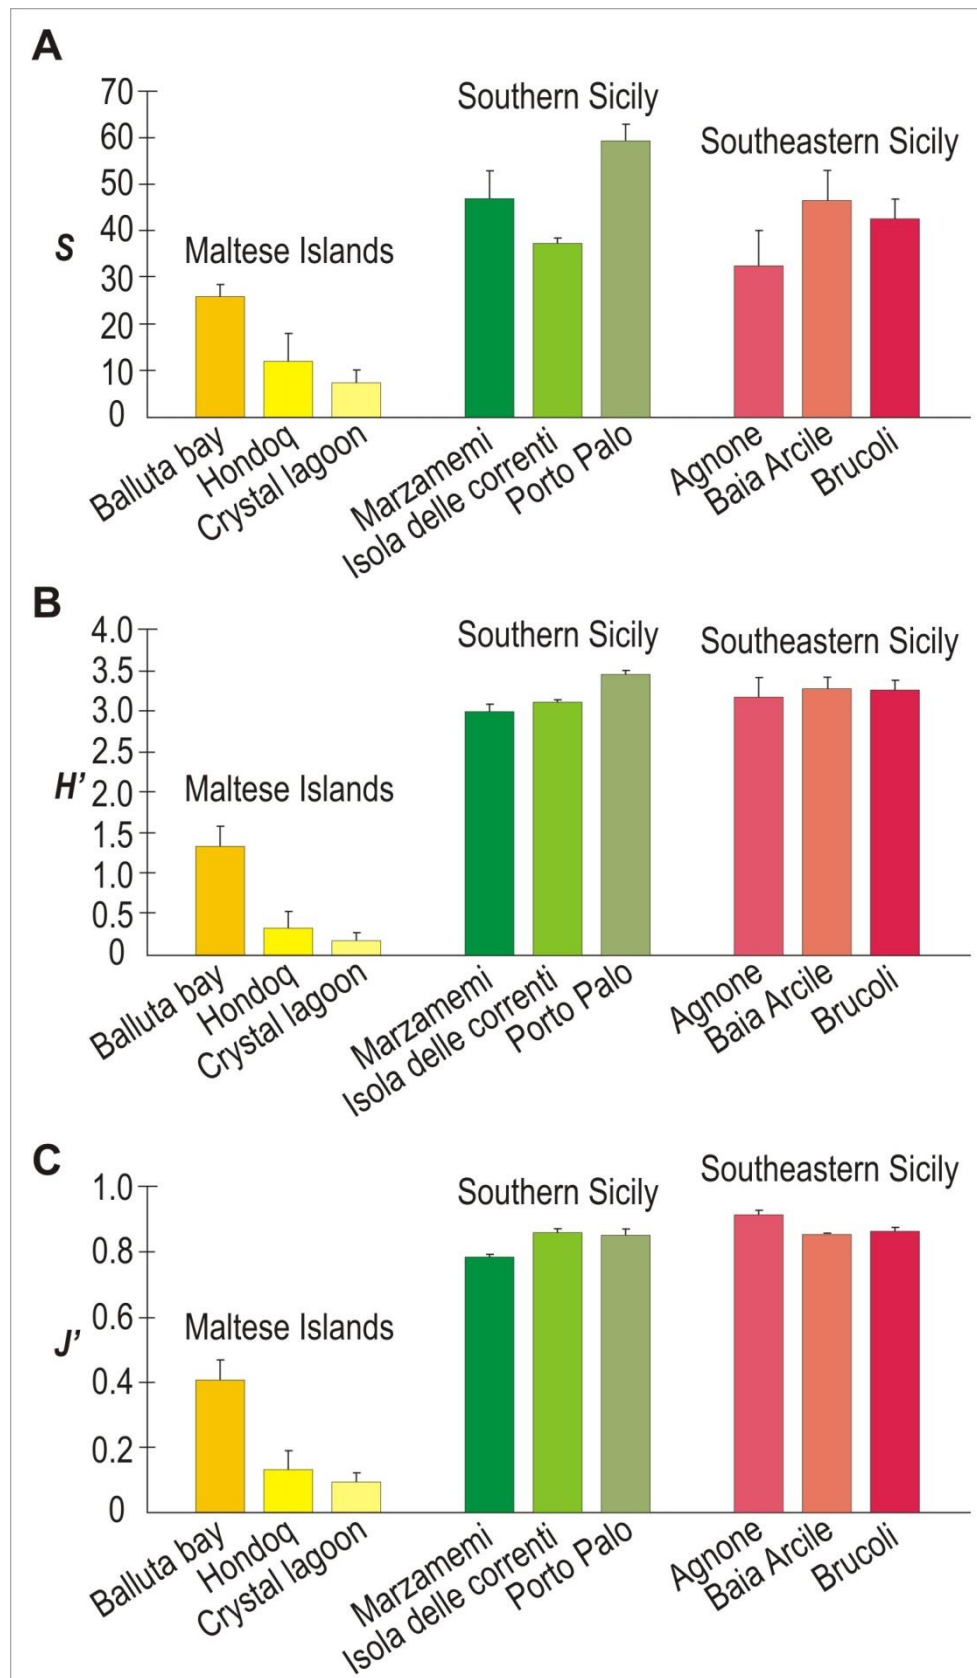 A
70
60
50
40
30
20
10
0
S
Maltese Islands
Southern Sicily
Southeastern Sicily
Balluta bay
Hondoq
Crystal lagoon
Marzamemi
Isola delle correnti
Porto Palo
Agnone
Baia Arcile
Brucoli
B
4.0
3.5
3.0
2.5
2.0
1.5
1.0
0.5
0
H’
Maltese Islands
Southern Sicily
Southeastern Sicily
Balluta bay
Hondoq
Crystal lagoon
Marzamemi
Isola delle correnti
Porto Palo
Agnone
Baia Arcile
Brucoli
C
1.0
0.8
0.6
0.4
0.2
0
J’
Maltese Islands
Southern Sicily
Southeastern Sicily
Balluta bay
Hondoq
Crystal lagoon
Marzamemi
Isola delle correnti
Porto Palo
Agnone
Baia Arcile
Brucoli